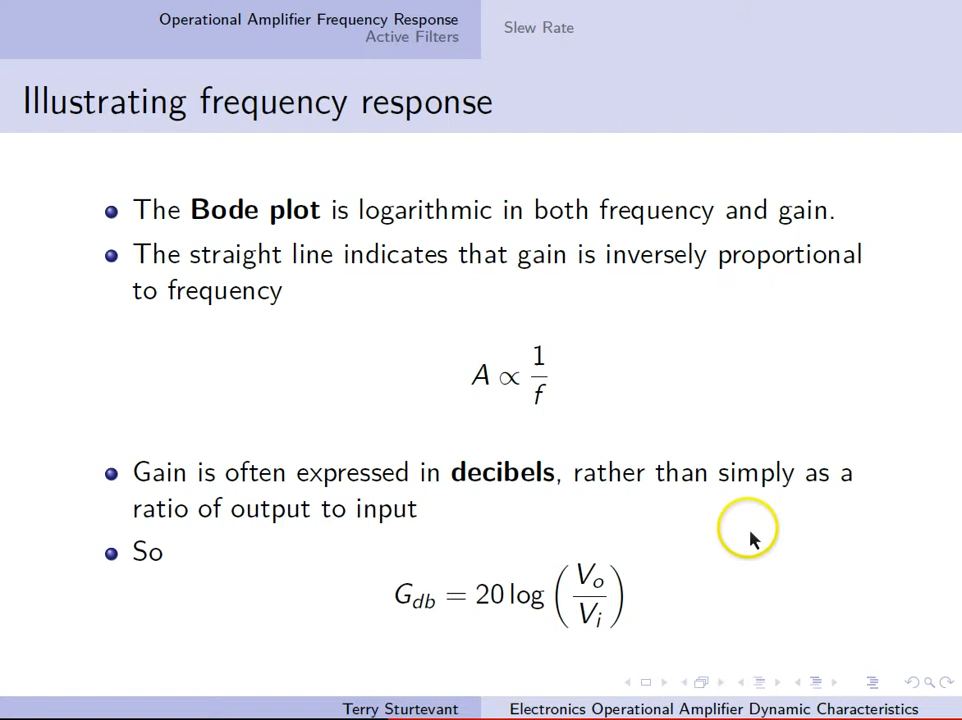 Operational Amplifier Frequency Response
Active Filters
Slew Rate
Illustrating frequency response
The Bode plot is logarithmic in both frequency and gain.
The straight line indicates that gain is inversely proportional
to frequency
A ∝ 1/f
Gain is often expressed in decibels, rather than simply as a
ratio of output to input
So
G_db = 20 log (V_o/V_i)
Terry Sturtevant
Electronics Operational Amplifier Dynamic Characteristics